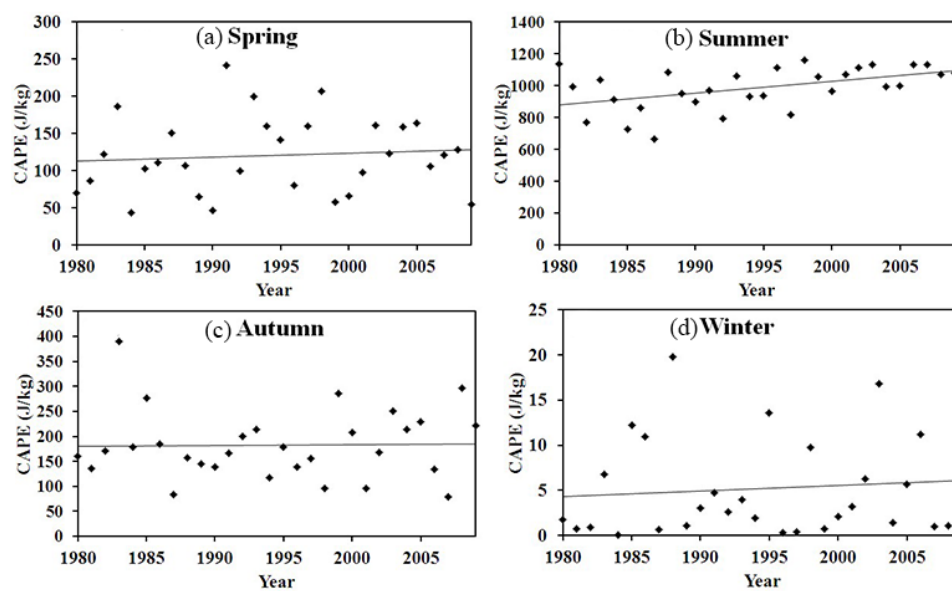 (a) Spring
300
250
200
150
100
50
0
CAPE (J/kg)
1980 1985 1990 1995 2000 2005
Year
(b) Summer
1400
1200
1000
800
600
400
200
0
CAPE (J/kg)
1980 1985 1990 1995 2000 2005
Year
(c) Autumn
450
400
350
300
250
200
150
100
50
0
CAPE (J/kg)
1980 1985 1990 1995 2000 2005
Year
(d) Winter
25
20
15
10
5
0
CAPE (J/kg)
1980 1985 1990 1995 2000 2005
Year